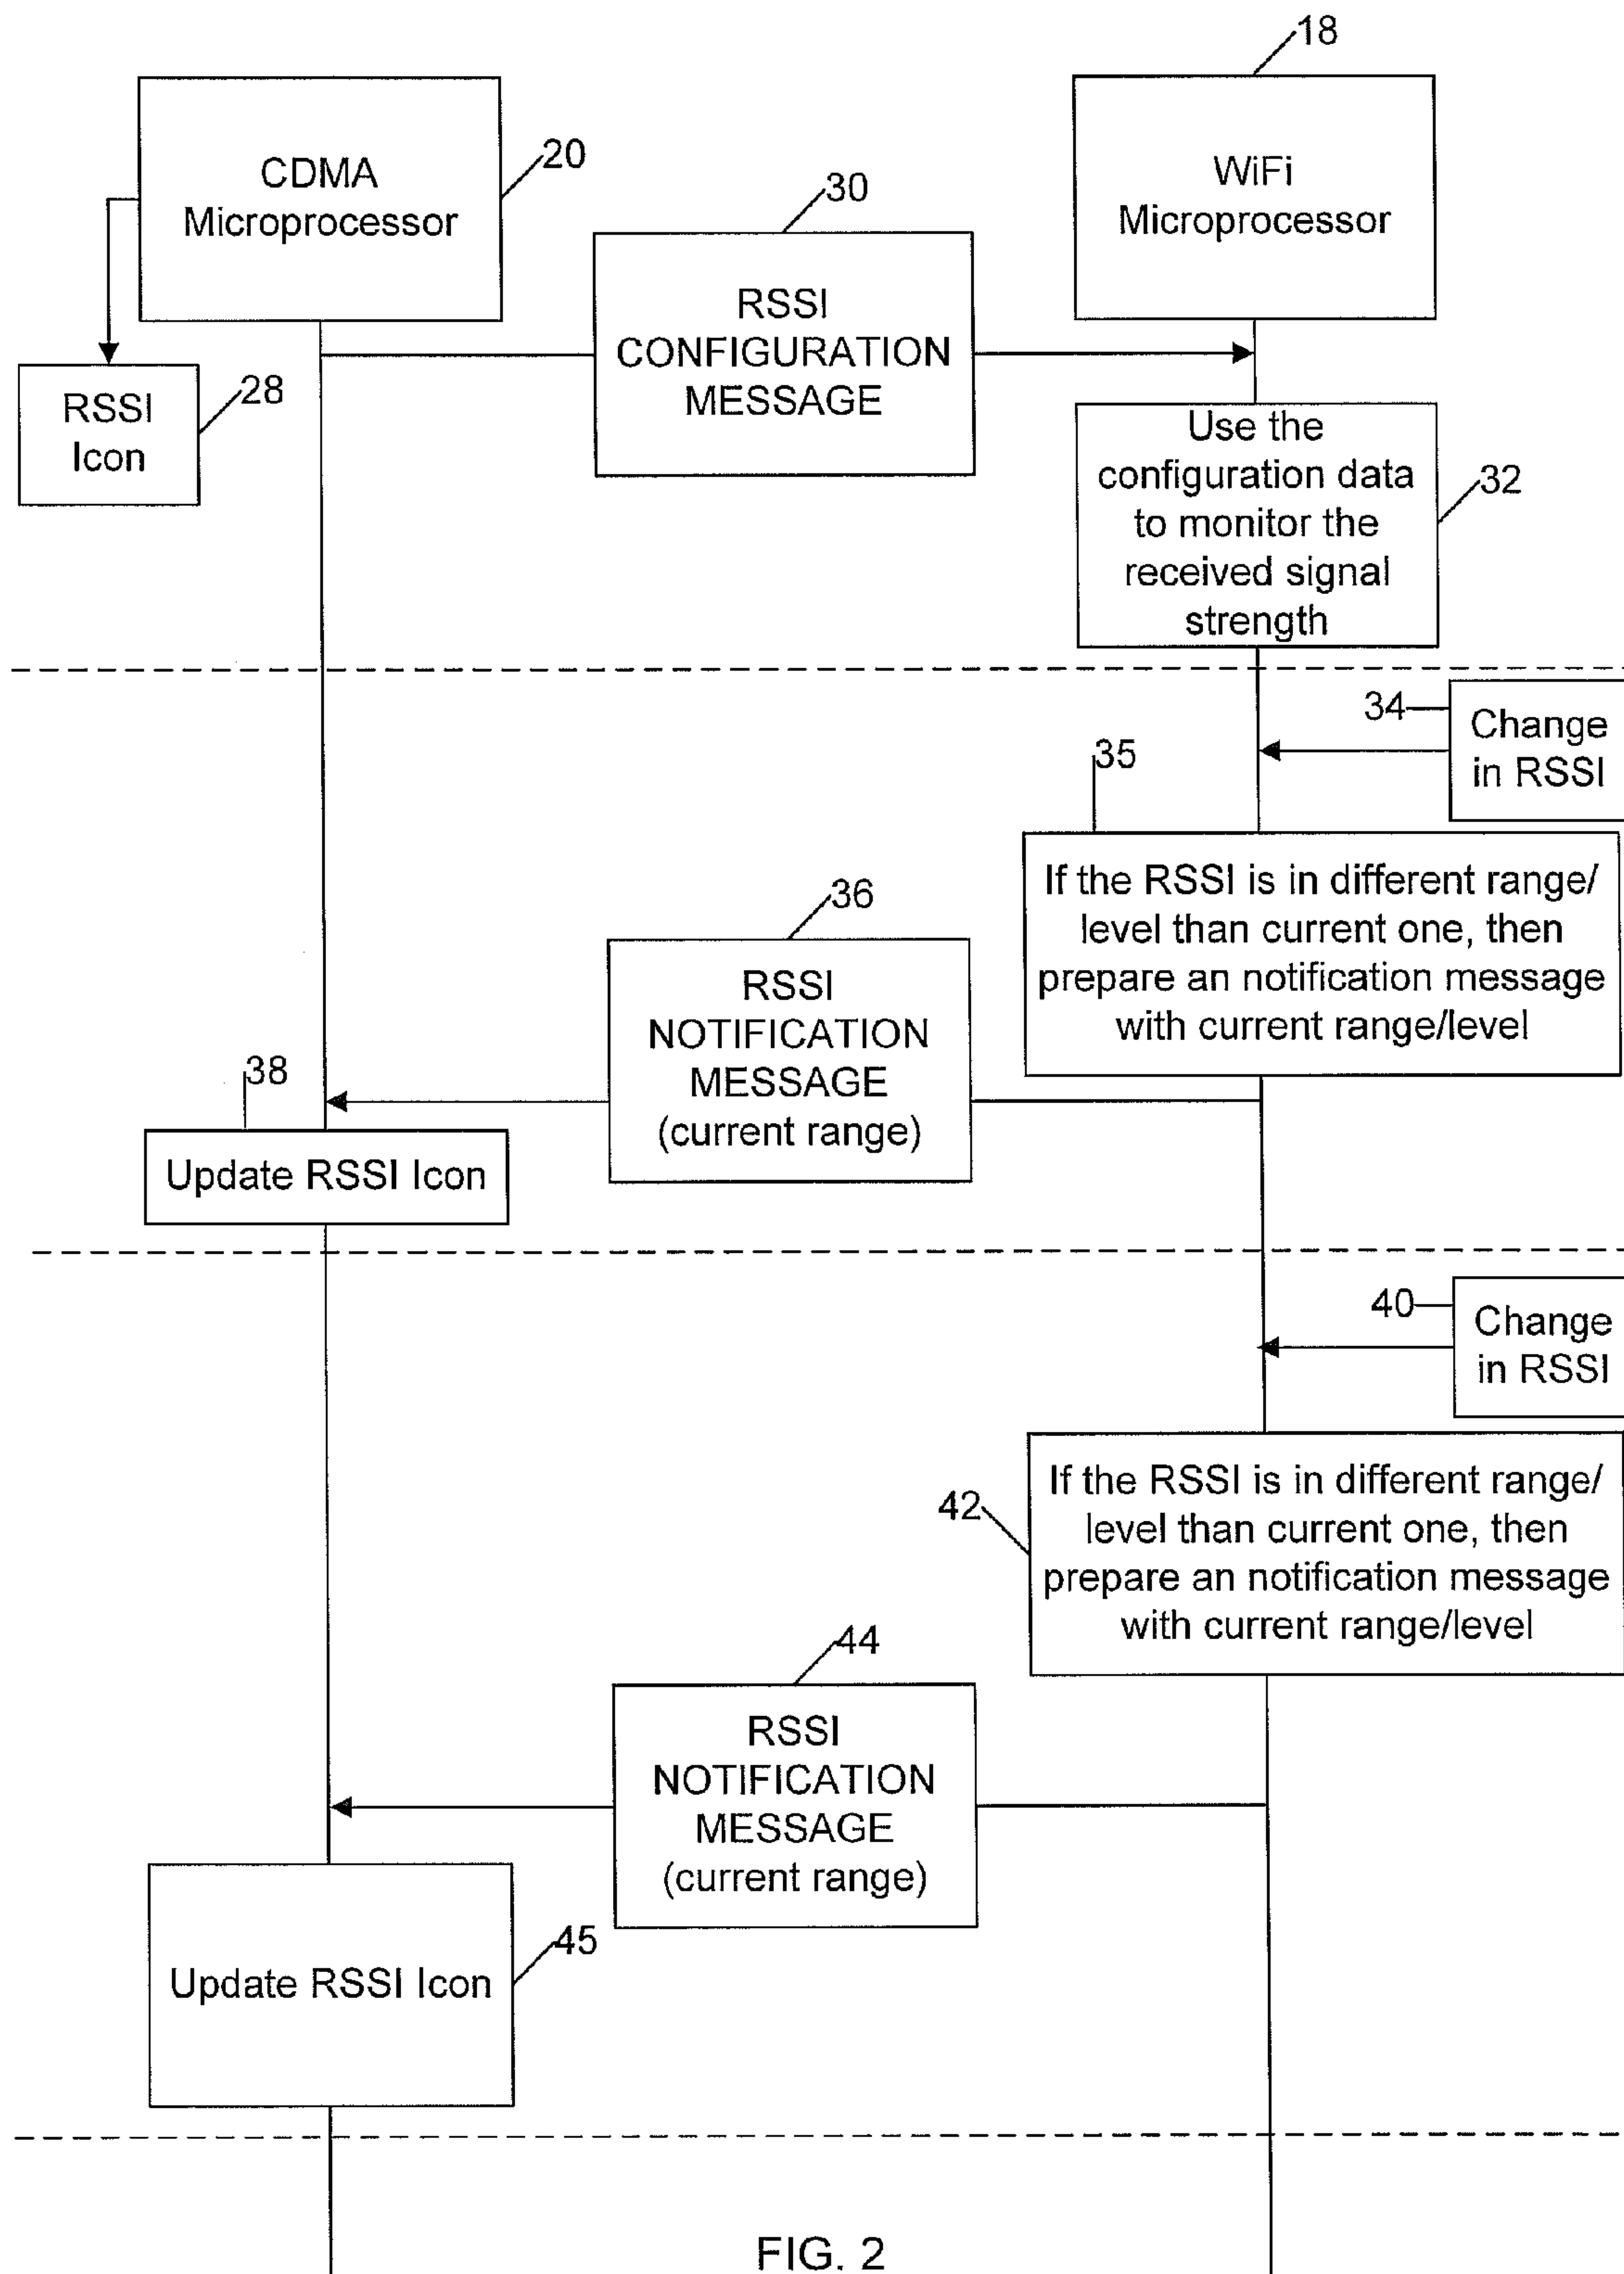 18
CDMA
Microprocessor
20
WiFi
Microprocessor
30
RSSI
CONFIGURATION
MESSAGE
RSSI
Icon
28
Use the
configuration data
to monitor the
received signal
strength
32
34
Change
in RSSI
35
If the RSSI is in different range/
level than current one, then
prepare an notification message
with current range/level
36
RSSI
NOTIFICATION
MESSAGE
(current range)
38
Update RSSI Icon
40
Change
in RSSI
42
If the RSSI is in different range/
level than current one, then
prepare an notification message
with current range/level
44
RSSI
NOTIFICATION
MESSAGE
(current range)
45
Update RSSI Icon
FIG. 2